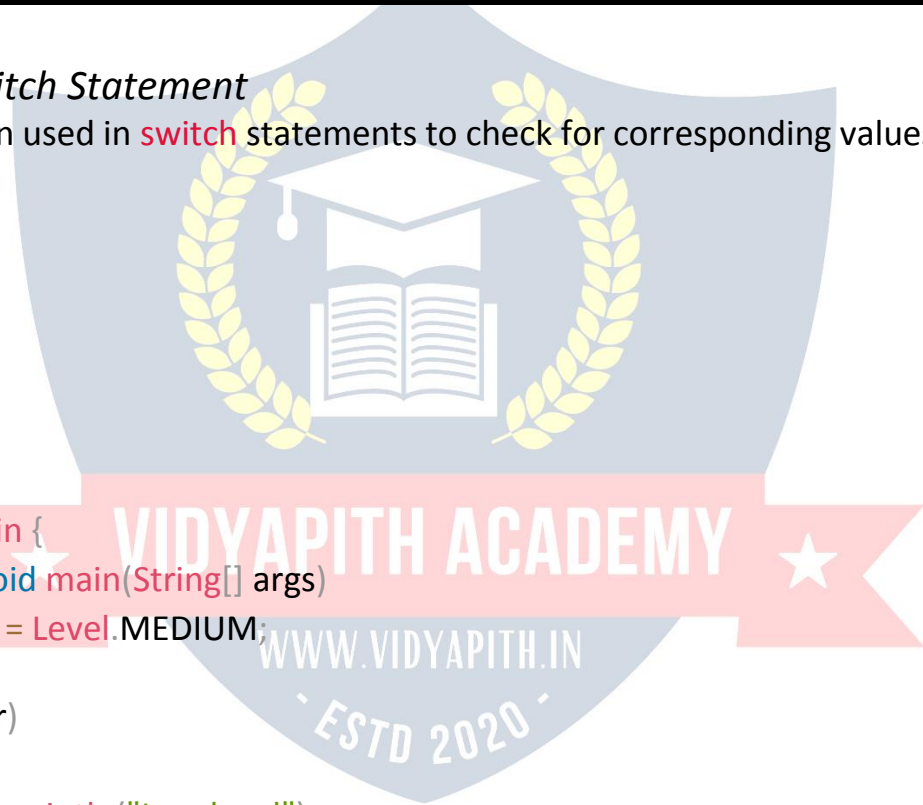 itch Statement
n used in switch statements to check for corresponding value
in {
oid main(String[] args)
= Level.MEDIUM;
r)
VIDYAPITH ACADEMY
WWW.VIDYAPITH.IN
- ESTD 2020 -